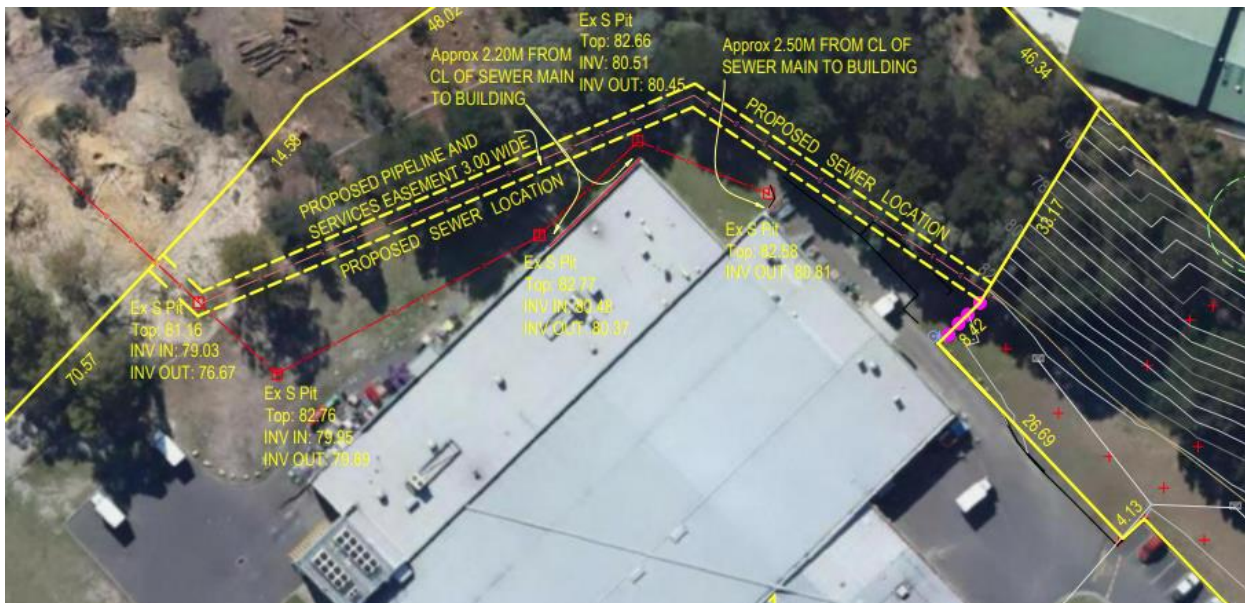 48.02
Ex S Pit
Top: 82.66
INV: 80.51
INV OUT: 80.45
Approx 2.20M FROM
CL OF SEWER MAIN
TO BUILDING
Approx 2.50M FROM CL OF
SEWER MAIN TO BUILDING
46.34
14.58
PROPOSED PIPELINE AND
SERVICES EASEMENT 3.00 WIDE
PROPOSED SEWER LOCATION
PROPOSED SEWER LOCATION
33.17
Ex S Pit
Top: 82.58
INV OUT: 80.81
Ex S Pit
Top: 82.77
INV IN: 80.48
INV OUT: 80.37
Ex S Pit
Top: 81.16
INV IN: 79.03
INV OUT: 76.67
8.42
70.57
Ex S Pit
Top: 82.76
INV IN: 79.95
INV OUT: 79.89
26.69
4.13